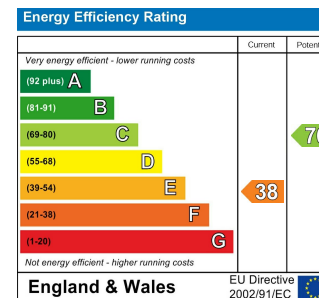 Energy Efficiency Rating
Current
Very energy efficient - lower running costs
(92 plus) A
(81-91) B
(69-80) C
(55-68) D
(39-54) E
38
(21-38) F
(1-20) G
Not energy efficient - higher running costs
England & Wales
EU Directive
2002/91/EC